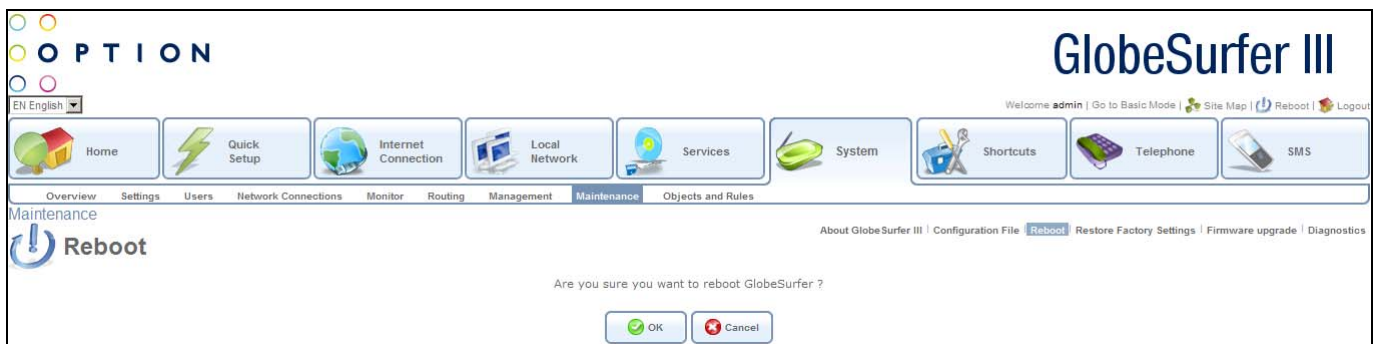 OPTION
GlobeSurfer III
EN English
Welcome admin | Go to Basic Mode | Site Map | Reboot | Logout
Home
Quick Setup
Internet Connection
Local Network
Services
System
Shortcuts
Telephone
SMS
Overview Settings Users Network Connections Monitor Routing Management Maintenance Objects and Rules
Maintenance
About GlobeSurfer III | Configuration File | Reboot | Restore Factory Settings | Firmware upgrade | Diagnostics
Reboot
Are you sure you want to reboot GlobeSurfer ?
OK Cancel